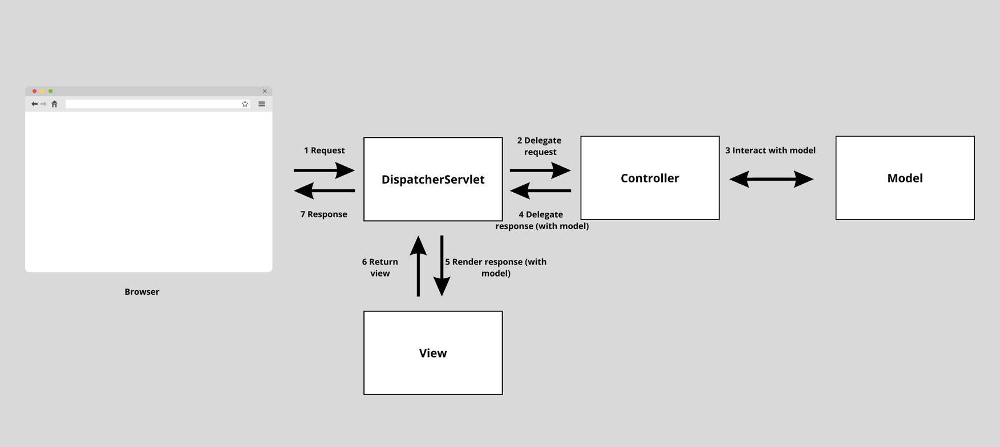 1 Request
7 Response
Browser
DispatcherServlet
2 Delegate
request
4 Delegate
response (with model)
Controller
3 Interact with model
Model
6 Return
view
5 Render response (with
model)
View